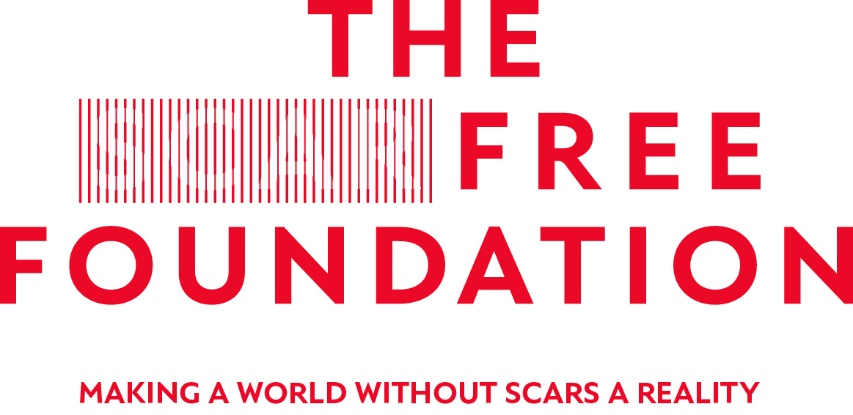 THE
SCAR FREE
FOUNDATION
MAKING A WORLD WITHOUT SCARS A REALITY